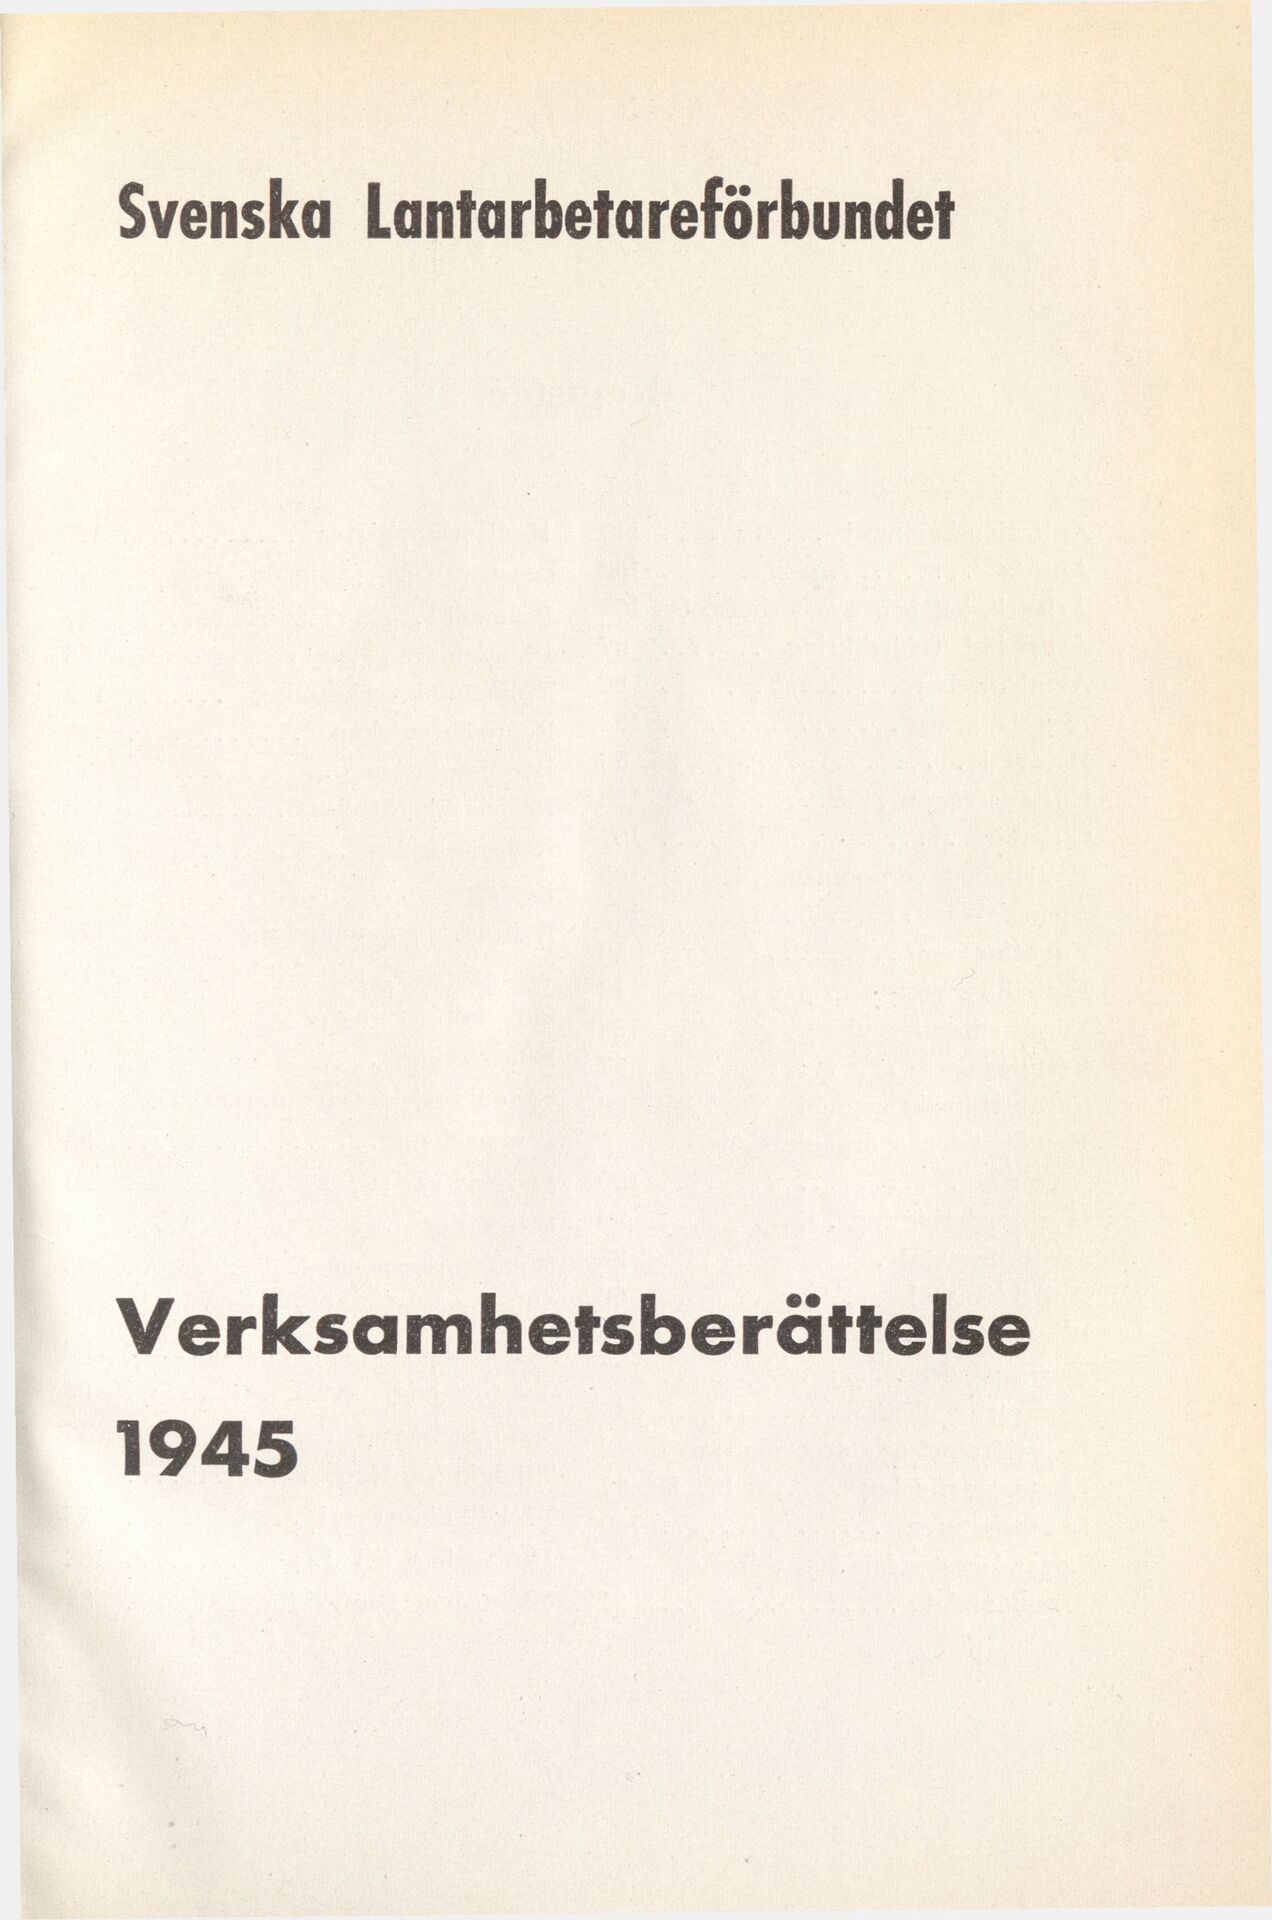 Svenska Lantarbetareförbundet
Verksamhetsberättelse
1945